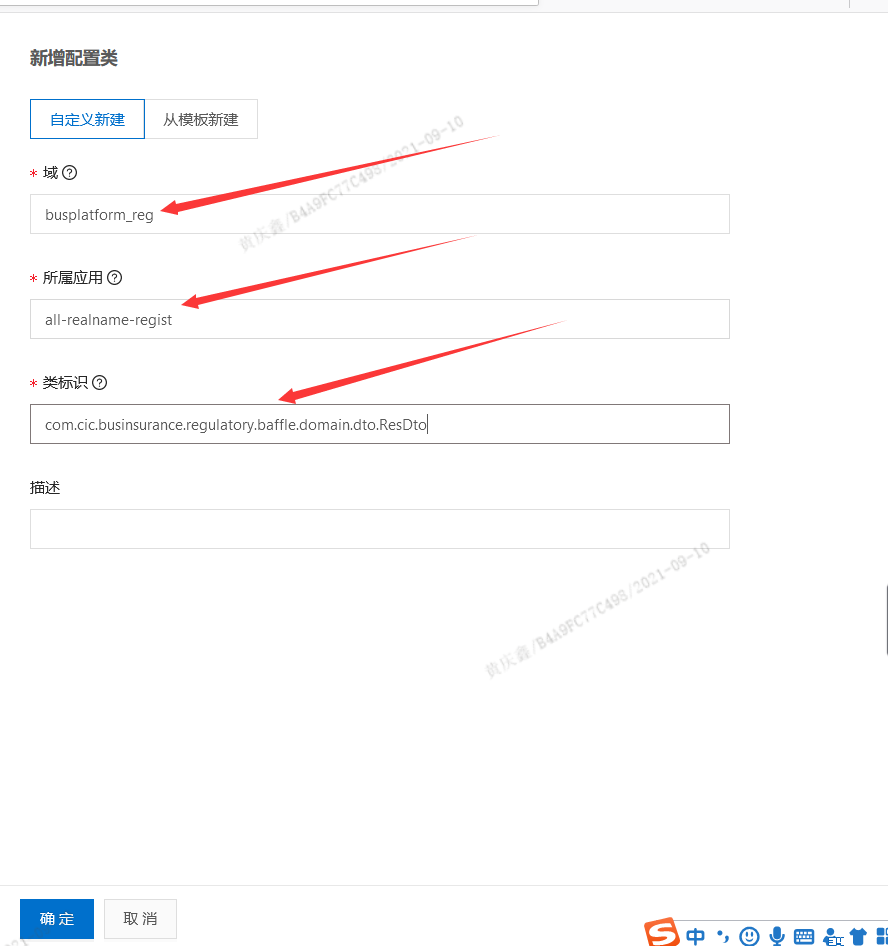 新增配置类
自定义新建
从模板新建
* 域 ?
busplatform_reg
* 所属应用 ?
all-realname-regist
* 类标识 ?
com.cic.businsurance.regulatory.baffle.domain.dto.ResDto
描述
黄庆鑫/B4A9FC77C498/2021-09-10
黄庆鑫/B4A9FC77C498/2021-09-10
确 定
取 消
S 中